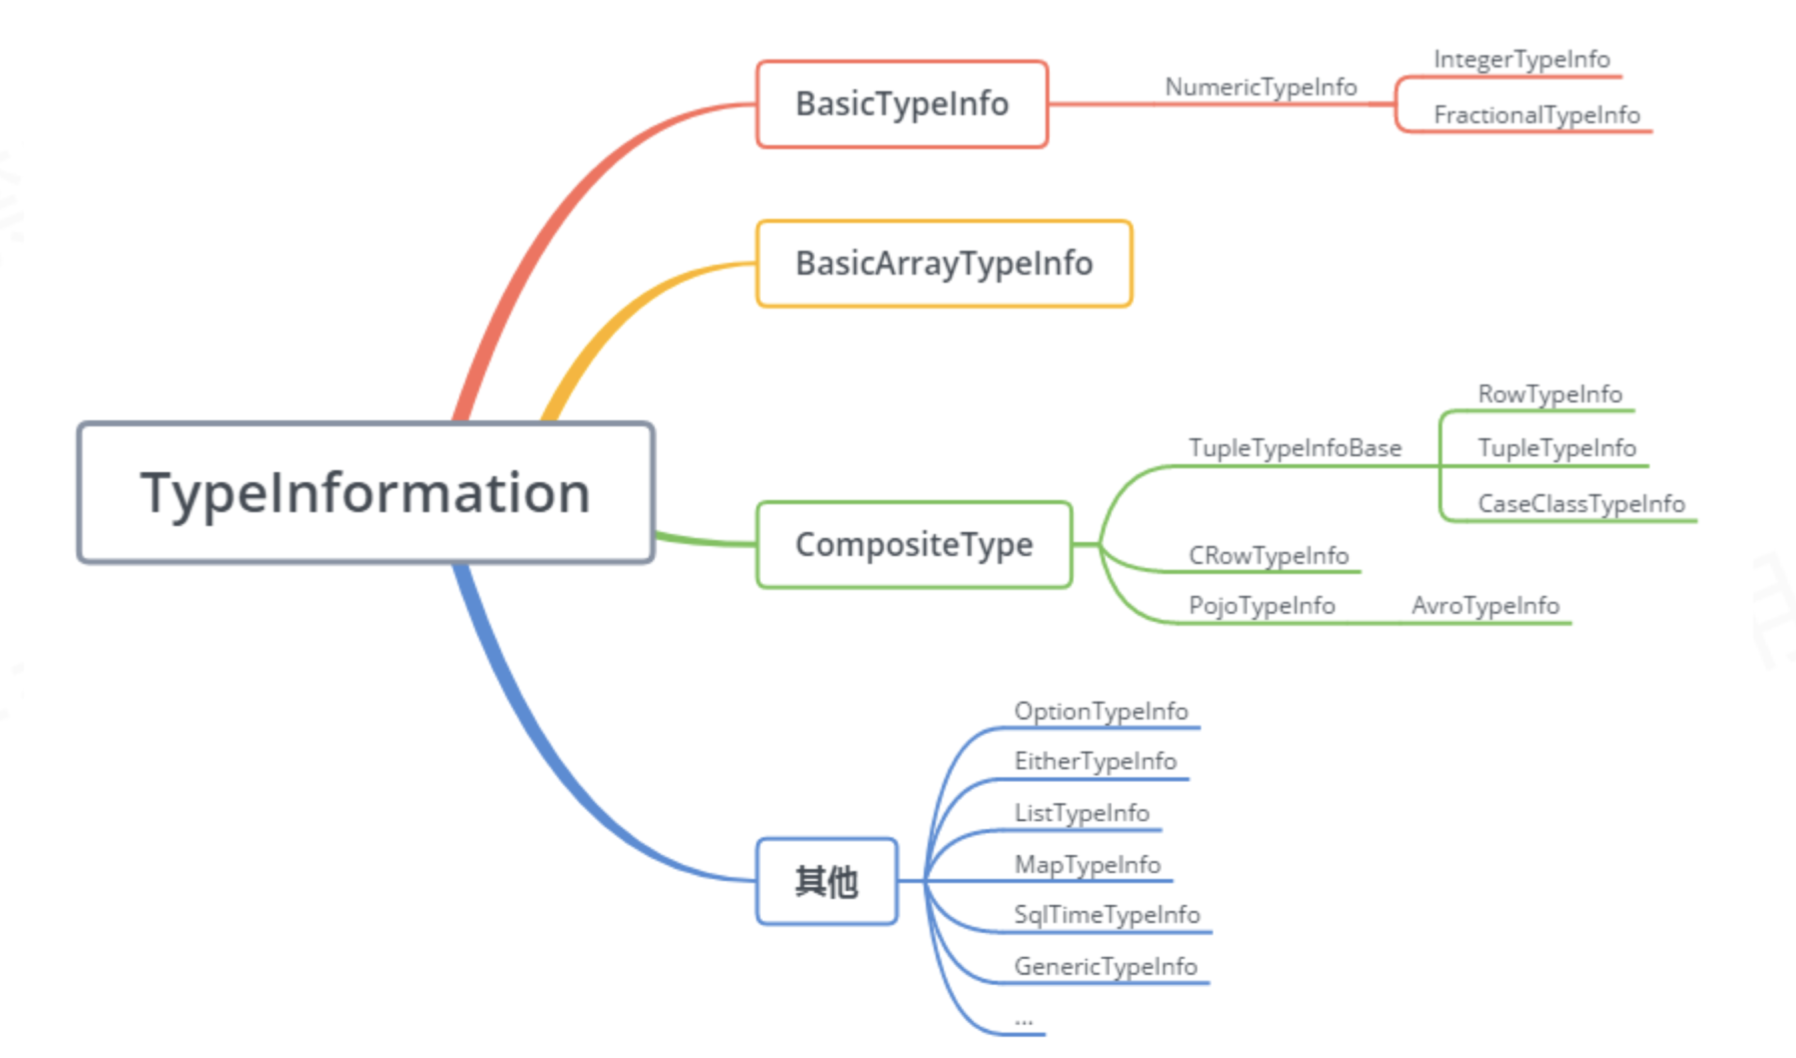 TypeInformation
BasicTypeInfo
NumericTypeInfo
IntegerTypeInfo
FractionalTypeInfo
BasicArrayTypeInfo
CompositeType
TupleTypeInfoBase
RowTypeInfo
TupleTypeInfo
CaseClassTypeInfo
CRowTypeInfo
PojoTypeInfo
AvroTypeInfo
其他
OptionTypeInfo
EitherTypeInfo
ListTypeInfo
MapTypeInfo
SqlTimeTypeInfo
GenericTypeInfo
...